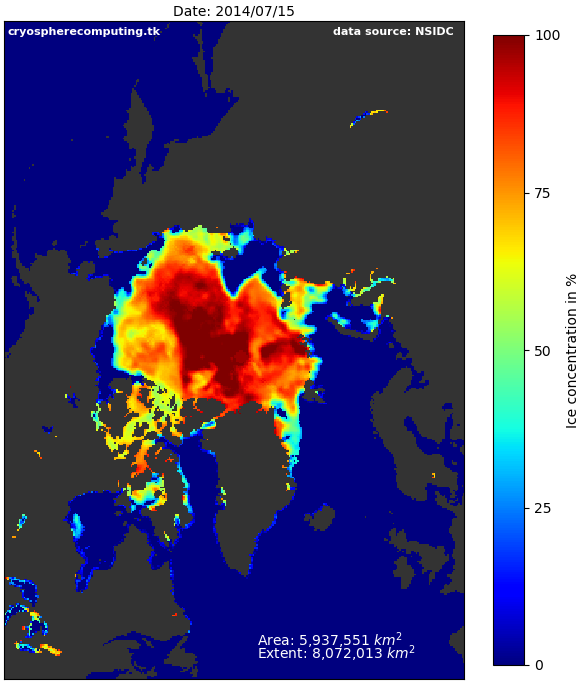 Date: 2014/07/15
cryospherecomputing.tk data source: NSIDC
100
75
50
25
0
Ice concentration in %
Area: 5,937,551 km²
Extent: 8,072,013 km²